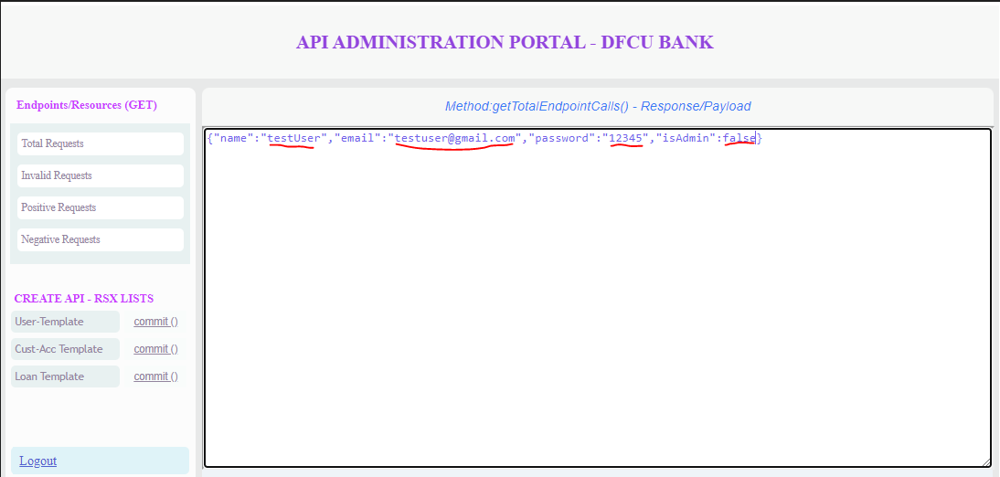 API ADMINISTRATION PORTAL - DFCU BANK
Endpoints/Resources (GET)
Total Requests
Invalid Requests
Positive Requests
Negative Requests
CREATE API - RSX LISTS
User-Template commit ()
Cust-Acc Template commit ()
Loan Template commit ()
Logout
Method:getTotalEndpointCalls() - Response/Payload
{"name":"testUser","email":"testuser@gmail.com","password":"12345","isAdmin":false}